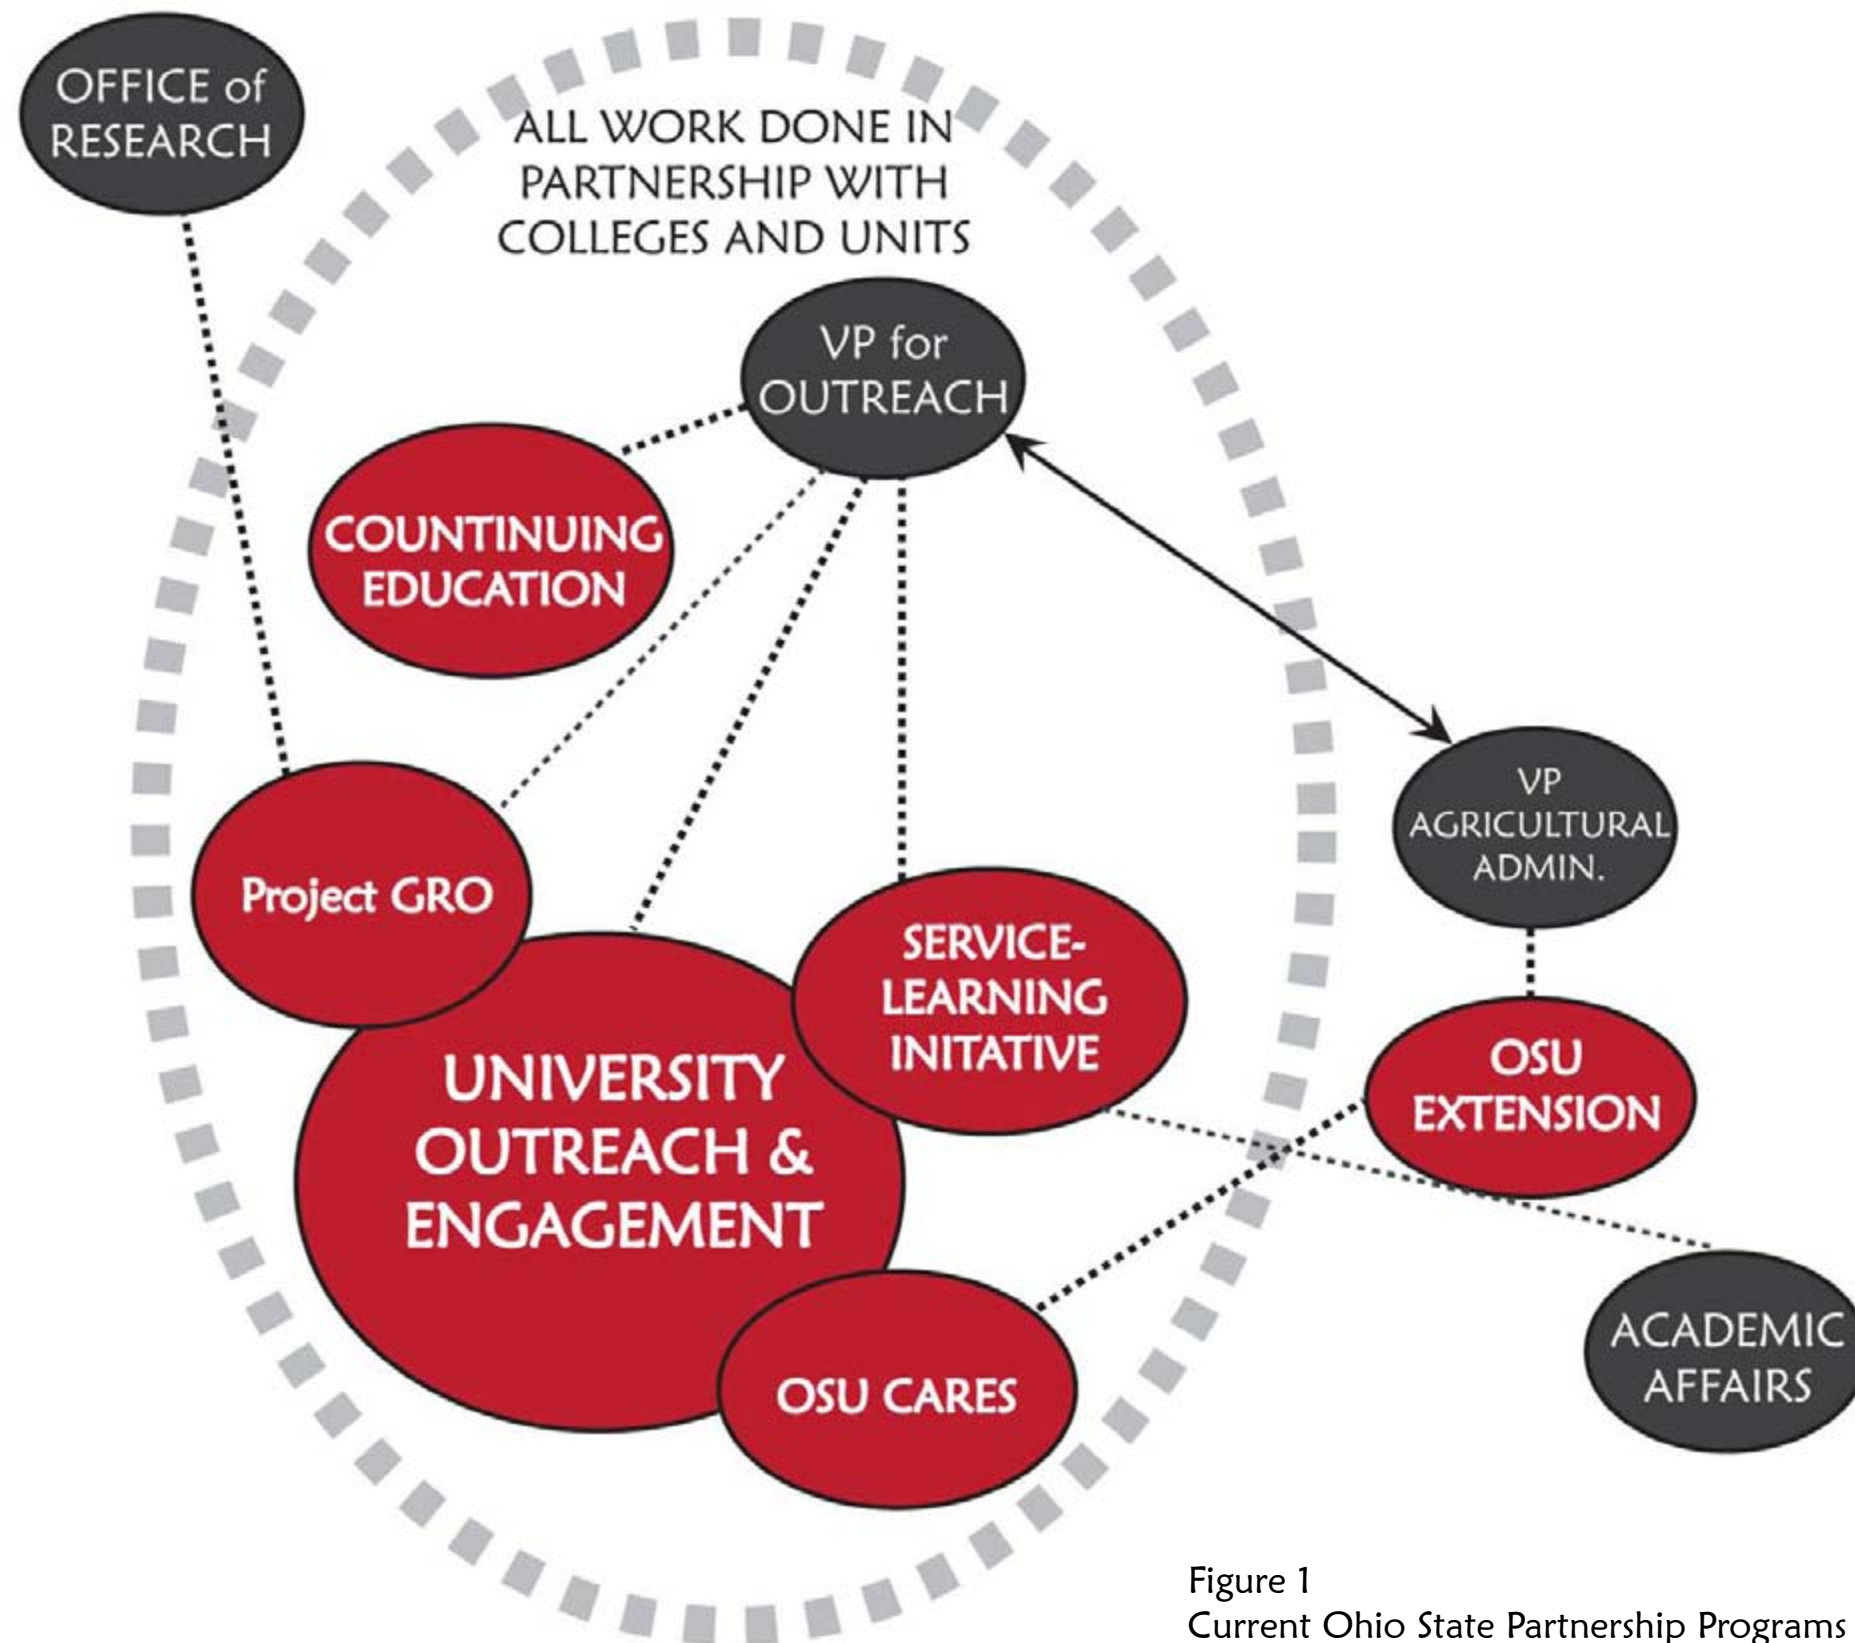 OFFICE of
RESEARCH
ALL WORK DONE IN
PARTNERSHIP WITH
COLLEGES AND UNITS
VP for
OUTREACH
COUNTINUING
EDUCATION
VP
AGRICULTURAL
ADMIN.
Project GRO
SERVICE-
LEARNING
INITATIVE
OSU
EXTENSION
UNIVERSITY
OUTREACH &
ENGAGEMENT
OSU CARES
ACADEMIC
AFFAIRS
Figure 1
Current Ohio State Partnership Programs